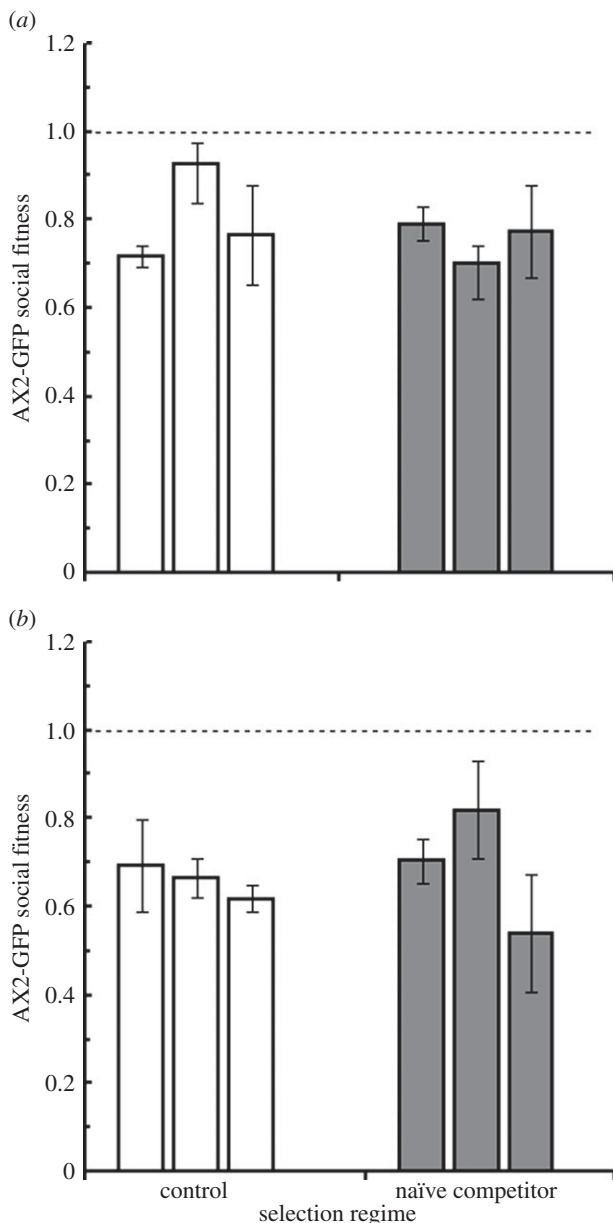 (a)
1.2
1.0
0.8
0.6
0.4
0.2
0
AX2-GFP social fitness
(b)
1.2
1.0
0.8
0.6
0.4
0.2
0
AX2-GFP social fitness
control naïve competitor
selection regime